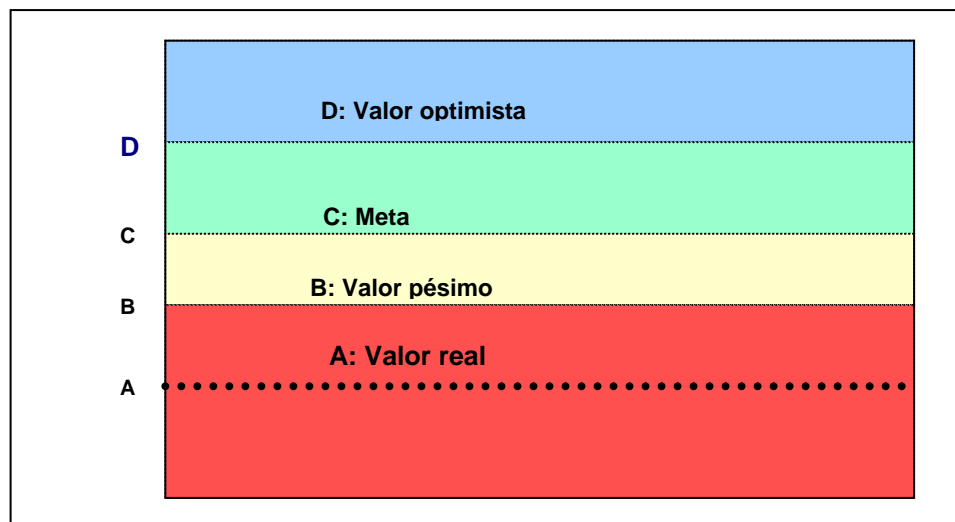 D: Valor optimista
D
C: Meta
C
B: Valor pésimo
B
A: Valor real
A